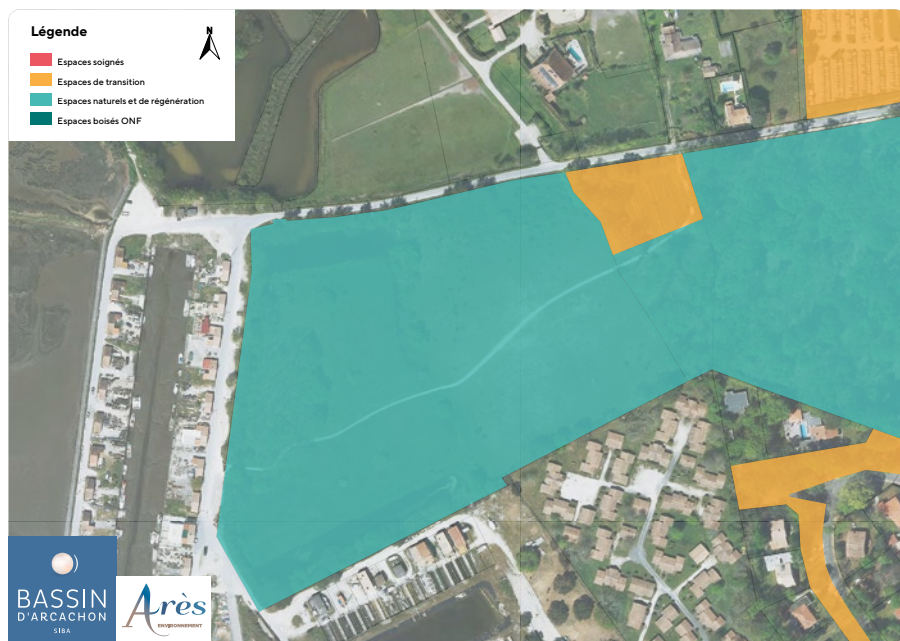 Légende
N
Espaces soignés
Espaces de transition
Espaces naturels et de régénération
Espaces boisés ONF
BASSIN
D'ARCACHON
SIBA
Arès
ENVIRONNEMENT